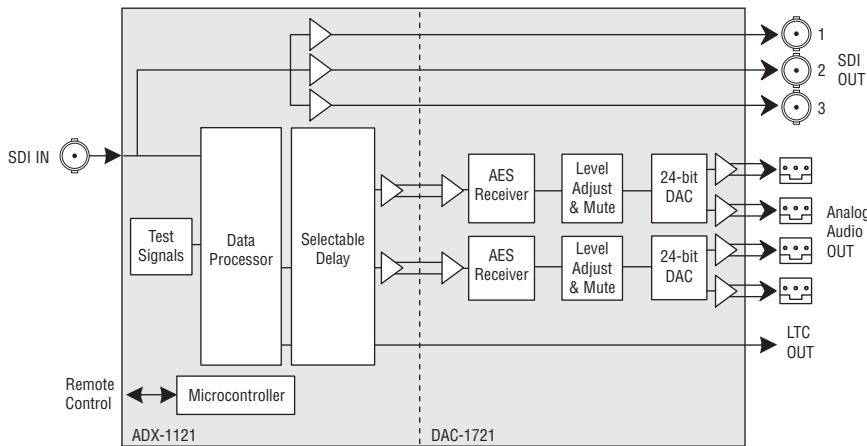 1
SDI
OUT
2
3
SDI IN
AES
Receiver
Level
Adjust
& Mute
24-bit
DAC
Test
Signals
Data
Processor
Selectable
Delay
Analog
Audio
OUT
AES
Receiver
Level
Adjust
& Mute
24-bit
DAC
LTC
OUT
Remote
Control
Microcontroller
ADX-1121
DAC-1721